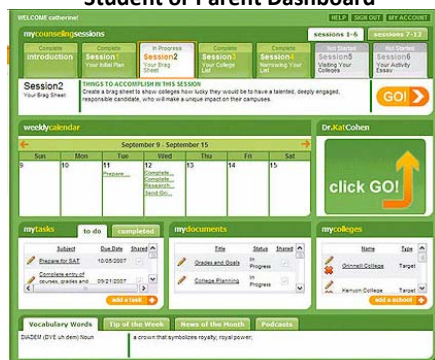 Student or Parent Dashboard
WELCOME catherine!
HELP | SIGN OUT | MY ACCOUNT
mycounselingsessions
sessions 1-6
sessions 7-12
Complete
Introduction
Complete
Session1
Your Initial Plan
In Progress
Session2
Your Brag
Sheet
Complete
Session3
Your College
List
Complete
Session4
Narrowing Your
List
Not Started
Session5
Visiting Your
Colleges
Not Started
Session6
Your Activity
Essay
Session2
Your Brag Sheet
THINGS TO ACCOMPLISH IN THIS SESSION
Create a brag sheet to show colleges how lucky they would be to have a talented, deeply engaged,
responsible candidate, who will make a unique impact on their campuses.
GO!
weeklycalendar
September 9 - September 15
Sun Mon Tue Wed Thu Fri Sat
9 10 11 12 13 14 15
Prepare...
Complete...
Complete...
Research...
Send Gri...
Dr.KatCohen
click GO!
mytasks
to do
completed
Subject Due Date Shared
Prepare for SAT 10/05/2007
Complete entry of
courses, grades and 09/21/2007
add a task
mydocuments
Title Status Shared
Grades and Goals In
Progress
College Planning In
Progress
mycolleges
Name Type
Grinnell College Target
Kenyon College Target
add a school
Vocabulary Words
Tip of the Week
News of the Month
Podcasts
DIADEM (DYE uh dem) Noun
a crown that symbolizes royalty; royal power;